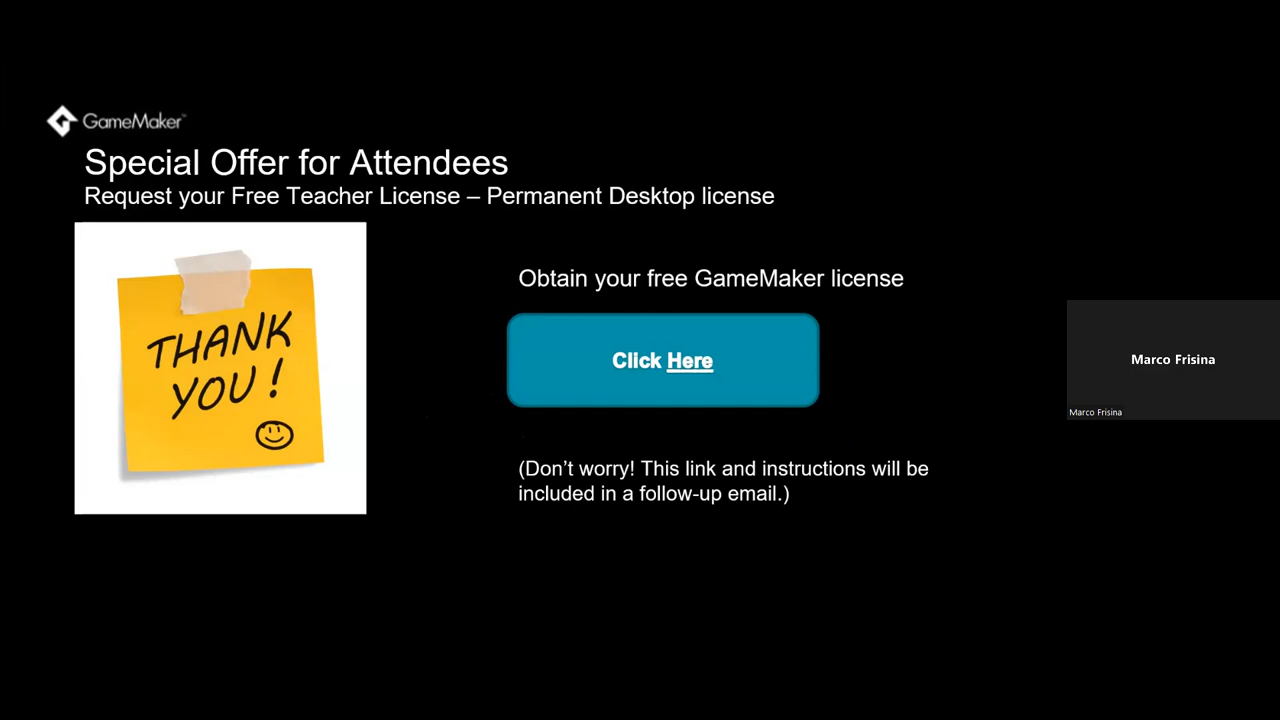 GameMaker™
Special Offer for Attendees
Request your Free Teacher License – Permanent Desktop license
THANK
YOU !
Obtain your free GameMaker license
Click Here
(Don’t worry! This link and instructions will be
included in a follow-up email.)
Marco Frisina
Marco Frisina